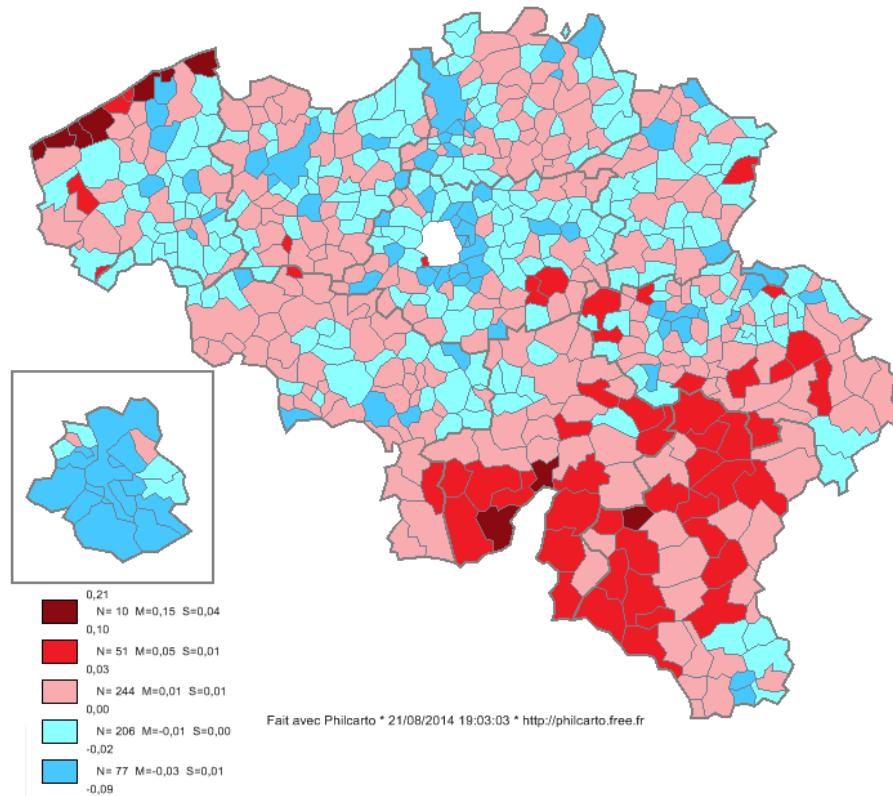 0,21
N= 10 M=0,15 S=0,04
0,10
N= 51 M=0,05 S=0,01
0,03
N= 244 M=0,01 S=0,01
0,00
N= 206 M=-0,01 S=0,00
-0,02
N= 77 M=-0,03 S=0,01
-0,09
Fait avec Philcarto * 21/08/2014 19:03:03 * http://philcarto.free.fr